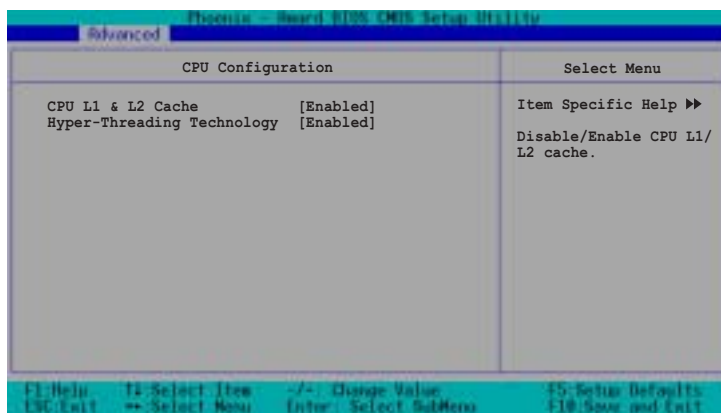 Phoenix - Award BIOS CMOS Setup Utility
Advanced
CPU Configuration
Select Menu
CPU L1 & L2 Cache [Enabled]
Hyper-Threading Technology [Enabled]
Item Specific Help ▶▶
Disable/Enable CPU L1/
L2 cache.
F1:Help ↑↓:Select Item -/+: Change Value F5:Setup Defaults
ESC:Exit ↔:Select Menu Enter: Select SubMenu F10:Save and Exit